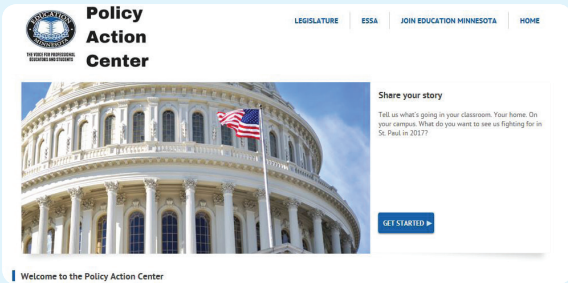 EDUCATION
MINNESOTA
THE VOICE FOR PROFESSIONAL
EDUCATORS AND STUDENTS
Policy
Action
Center
LEGISLATURE
ESSA
JOIN EDUCATION MINNESOTA
HOME
Share your story
Tell us what's going in your classroom. Your home. On
your campus. What do you want to see us fighting for in
St. Paul in 2017?
GET STARTED ▶
Welcome to the Policy Action Center